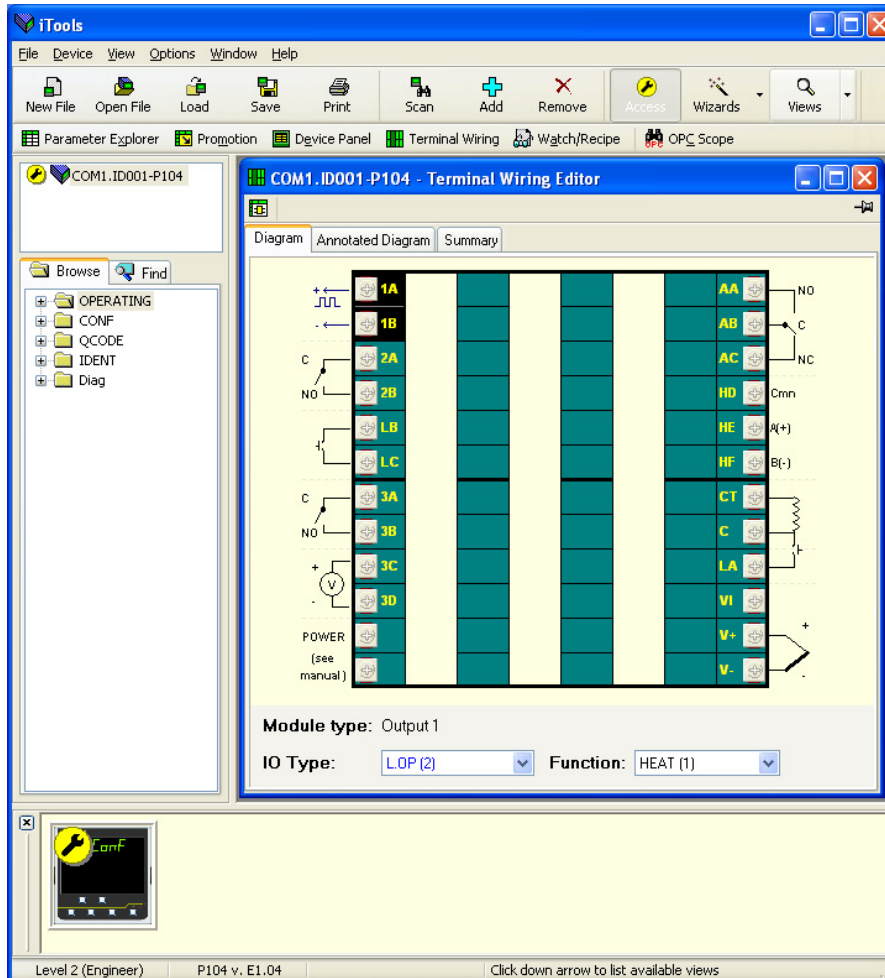 iTools
File Device View Options Window Help
New File Open File Load Save Print Scan Add Remove Access Wizards Views
Parameter Explorer Promotion Device Panel Terminal Wiring Watch/Recipe OPC OPC Scope
COM1.ID001-P104
COM1.ID001-P104 - Terminal Wiring Editor
Diagram Annotated Diagram Summary
Browse Find
OPERATING
CONF
QCODE
IDENT
Diag
+ 1A AA NO
- 1B AB C
C 2A AC NC
NO 2B HD Cmn
LB HE A(+)
LC HF B(-)
C 3A CT
NO 3B C
+ 3C LA
V
- 3D VI
POWER V+ +
(see
manual) V- -
Module type: Output 1
IO Type: L.OP (2) Function: HEAT (1)
ConF
Level 2 (Engineer) P104 v. E1.04 Click down arrow to list available views